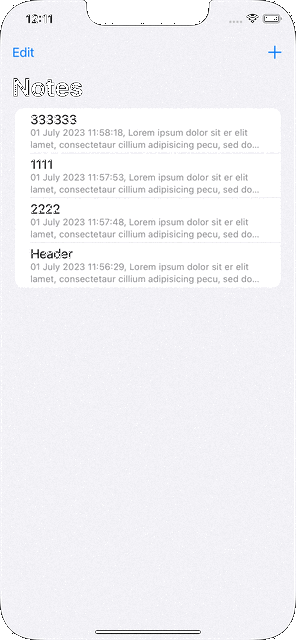 12:11
Edit
+
Notes
333333
01 July 2023 11:58:18, Lorem ipsum dolor sit er elit
lamet, consectetaur cillium adipisicing pecu, sed do...
1111
01 July 2023 11:57:53, Lorem ipsum dolor sit er elit
lamet, consectetaur cillium adipisicing pecu, sed do...
2222
01 July 2023 11:57:48, Lorem ipsum dolor sit er elit
lamet, consectetaur cillium adipisicing pecu, sed do...
Header
01 July 2023 11:56:29, Lorem ipsum dolor sit er elit
lamet, consectetaur cillium adipisicing pecu, sed do...